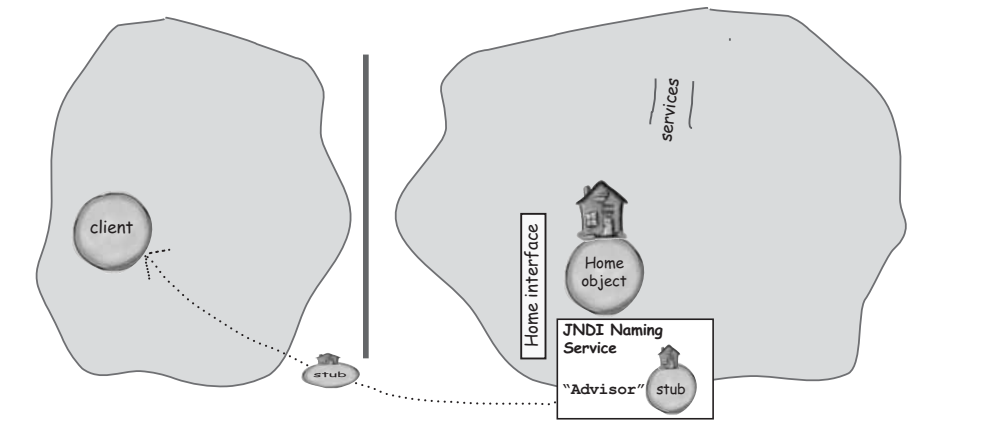 services
client
Home interface
Home
object
JNDI Naming
Service
"Advisor"
stub
stub